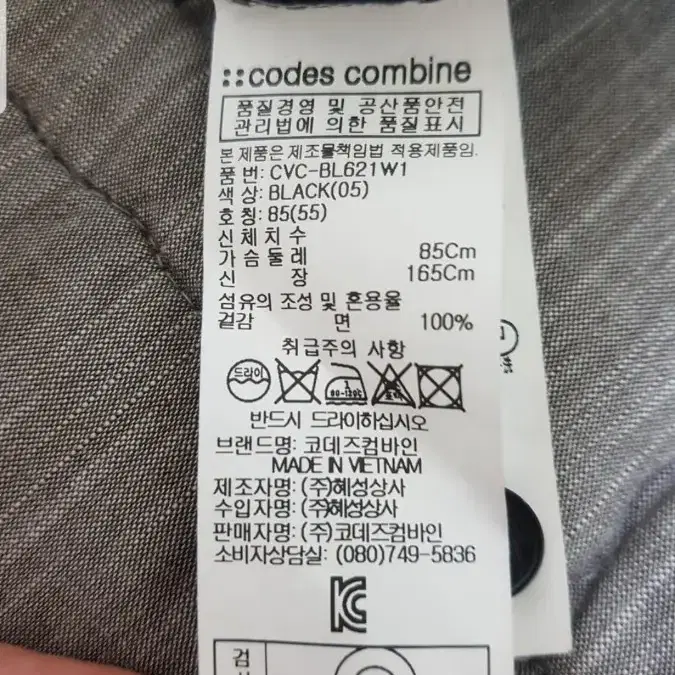 ::codes combine
품질경영 및 공산품안전
관리법에 의한 품질표시
본 제품은 제조물책임법 적용제품임.
품 번: CVC-BL621W1
색 상: BLACK(05)
호 칭: 85(55)
신체치수
가슴둘레 85Cm
신 장 165Cm
섬유의 조성 및 혼용율
겉감 면 100%
취급주의 사항
드라이
1
80-120℃
반드시 드라이하십시오
브랜드명: 코데즈컴바인
MADE IN VIETNAM
제조자명: (주)혜성상사
수입자명: (주)혜성상사
판매자명: (주)코데즈컴바인
소비자상담실: (080)749-5836
KC
검